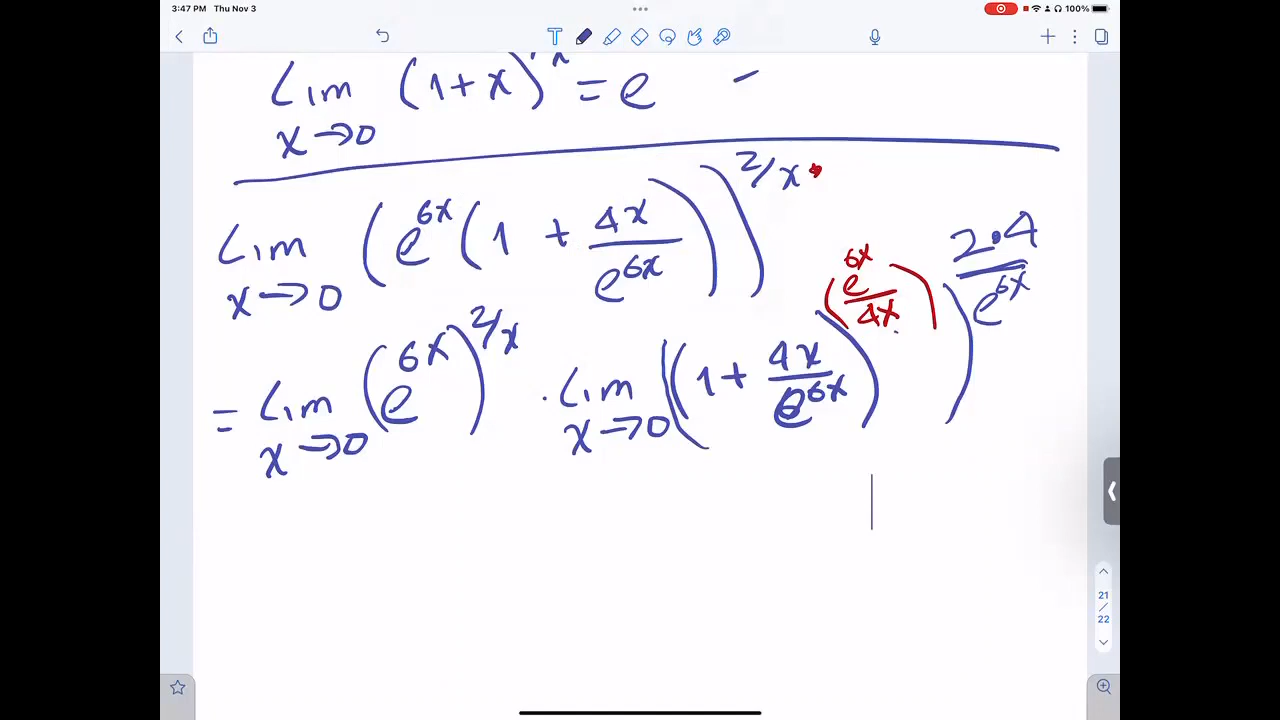 3:47 PM Thu Nov 3
100%
Lim (1+x)^1/x = e
x→0
Lim (e^6x (1 + 4x/e^6x))^2/x
x→0
= Lim (e^6x)^2/x · Lim ((1 + 4x/e^6x)^(e^6x/4x))^2·4/e^6x
x→0 x→0
21
/
22